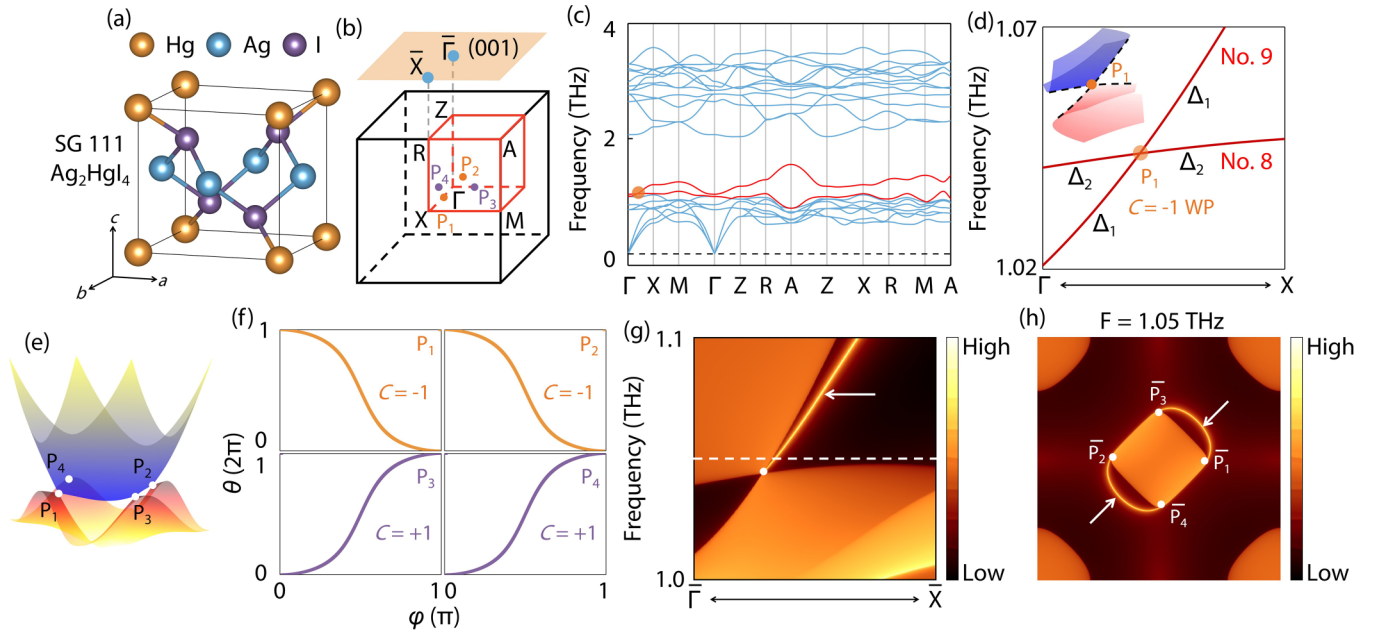 (a)
Hg Ag I
SG 111
Ag₂HgI₄
c
b
a
(b)
Γ̅ (001)
X̅
Z
R
A
P₄
P₂
Γ
P₃
X
M
P₁
(c)
Frequency (THz)
4
2
0
Γ X M Γ Z R A Z X R M A
(d)
Frequency (THz)
1.07
1.02
P₁
No. 9
Δ₁
Δ₂
Δ₂
No. 8
P₁
C = -1 WP
Δ₁
Γ X
(e)
P₄
P₂
P₁
P₃
(f)
θ (2π)
1
0
1
0
P₁
C = -1
P₂
C = -1
P₃
C = +1
P₄
C = +1
0 1 0 1
φ (π)
(g)
Frequency (THz)
1.1
1.0
Γ̅ X̅
High
Low
(h)
F = 1.05 THz
P̅₃
P̅₂
P̅₁
P̅₄
High
Low